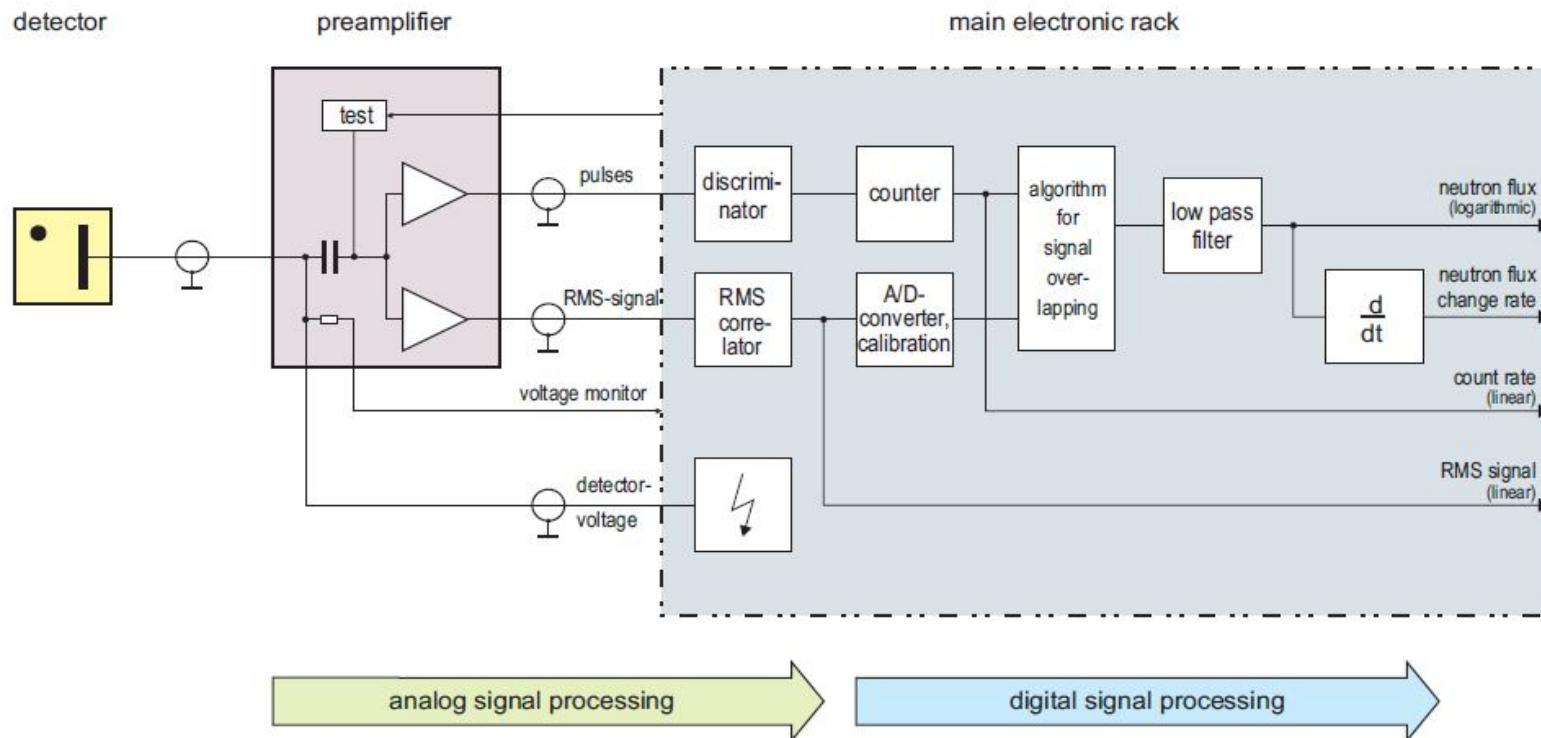 detector
preamplifier
main electronic rack
test
pulses
discrimi-
nator
counter
algorithm
for
signal
over-
lapping
low pass
filter
neutron flux
(logarithmic)
neutron flux
change rate
d
dt
RMS-signal
RMS
corre-
lator
A/D-
converter,
calibration
voltage monitor
count rate
(linear)
detector-
voltage
RMS signal
(linear)
analog signal processing
digital signal processing